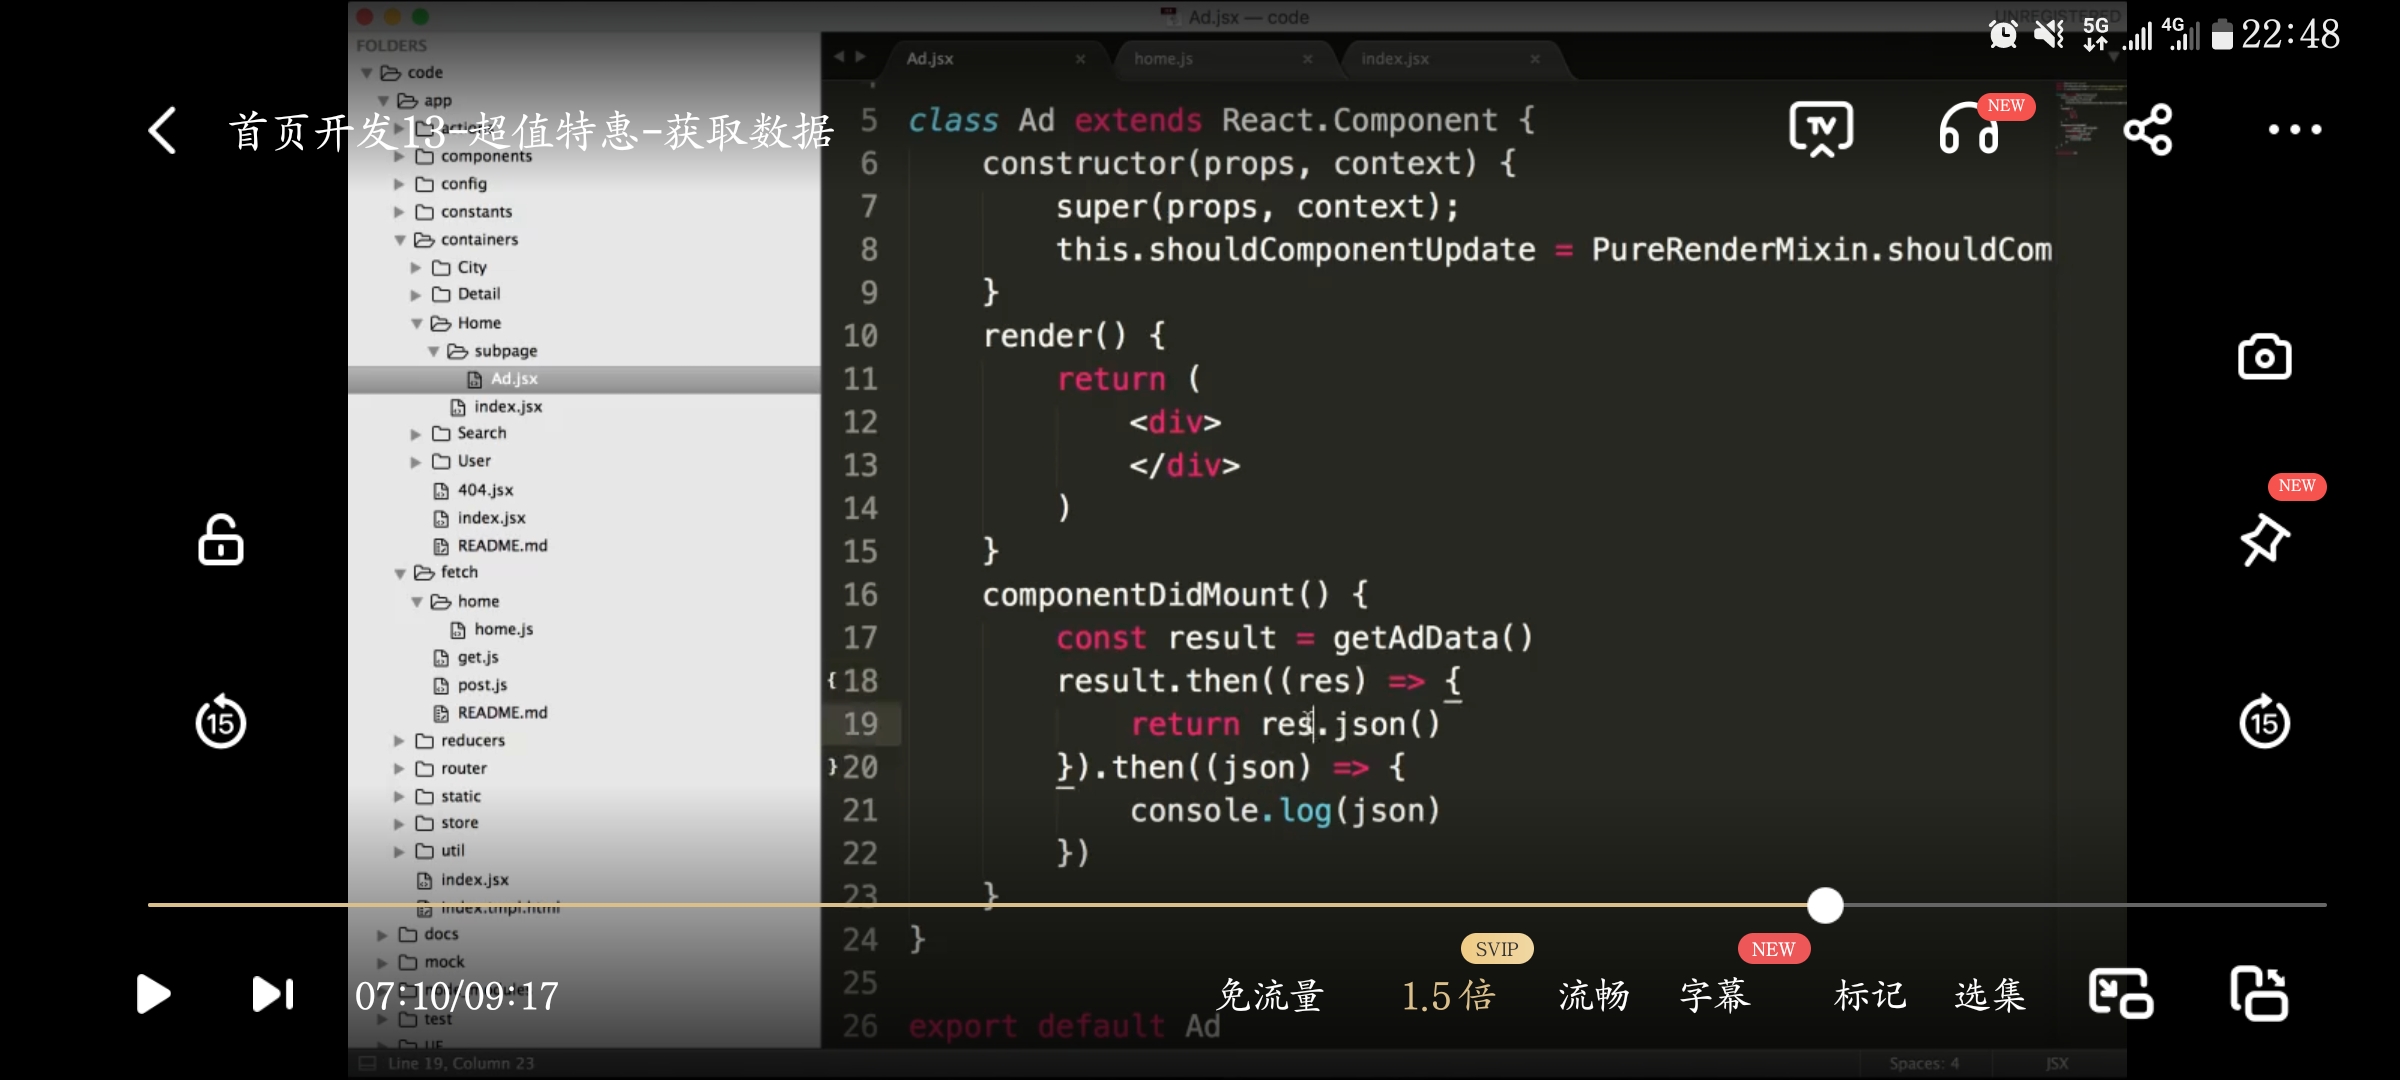 Ad.jsx — code
UNREGISTERED
5G 4G 22:48
首页开发13-超值特惠-获取数据
TV
NEW
FOLDERS
code
app
actions
components
config
constants
containers
City
Detail
Home
subpage
Ad.jsx
index.jsx
Search
User
404.jsx
index.jsx
README.md
fetch
home
home.js
get.js
post.js
README.md
reducers
router
static
store
util
index.jsx
index.tmpl.html
docs
mock
node_modules
test
Ad.jsx × home.js × index.jsx ×
5 class Ad extends React.Component {
6 constructor(props, context) {
7 super(props, context);
8 this.shouldComponentUpdate = PureRenderMixin.shouldCom
9 }
10 render() {
11 return (
12 <div>
13 </div>
14 )
15 }
16 componentDidMount() {
17 const result = getAdData()
{ 18 result.then((res) => {
19 return res.json()
} 20 }).then((json) => {
21 console.log(json)
22 })
23 }
24 }
25
26 export default Ad
NEW
15
15
07:10/09:17
免流量
1.5倍
SVIP
流畅
字幕
NEW
标记
选集
Line 19, Column 23
Spaces: 4
JSX